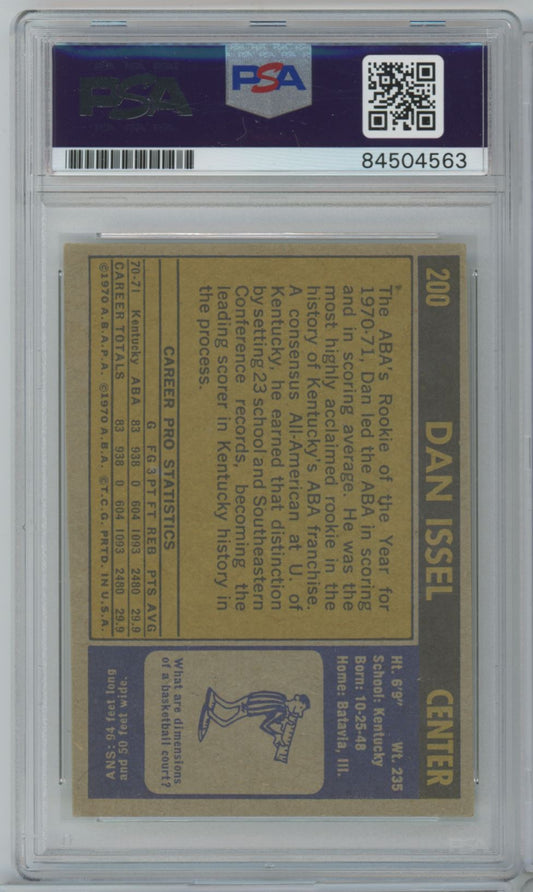 PSA
PSA
84504563
200 DAN ISSEL CENTER
The ABA's Rookie of the Year for
1970-71, Dan led the ABA in scoring
and in scoring average. He was the
most highly acclaimed rookie in the
history of Kentucky's ABA franchise.
A consensus All-American at U. of
Kentucky, he earned that distinction
by setting 23 school and Southeastern
Conference records, becoming the
leading scorer in Kentucky history in
the process.
CAREER PRO STATISTICS
G FG 3PT FT REB PTS AVG
70-71 Kentucky ABA 83 938 0 604 1093 2480 29.9
CAREER TOTALS 83 938 0 604 1093 2480 29.9
©1970 A.B.A.P.A. ©1970 A.B.A. ©T.C.G. PRTD. IN U.S.A.
Ht. 6'9" Wt. 235
School: Kentucky
Born: 10-25-48
Home: Batavia, Ill.
What are dimensions
of a basketball court?
ANS: 94 feet long
and 50 feet wide.